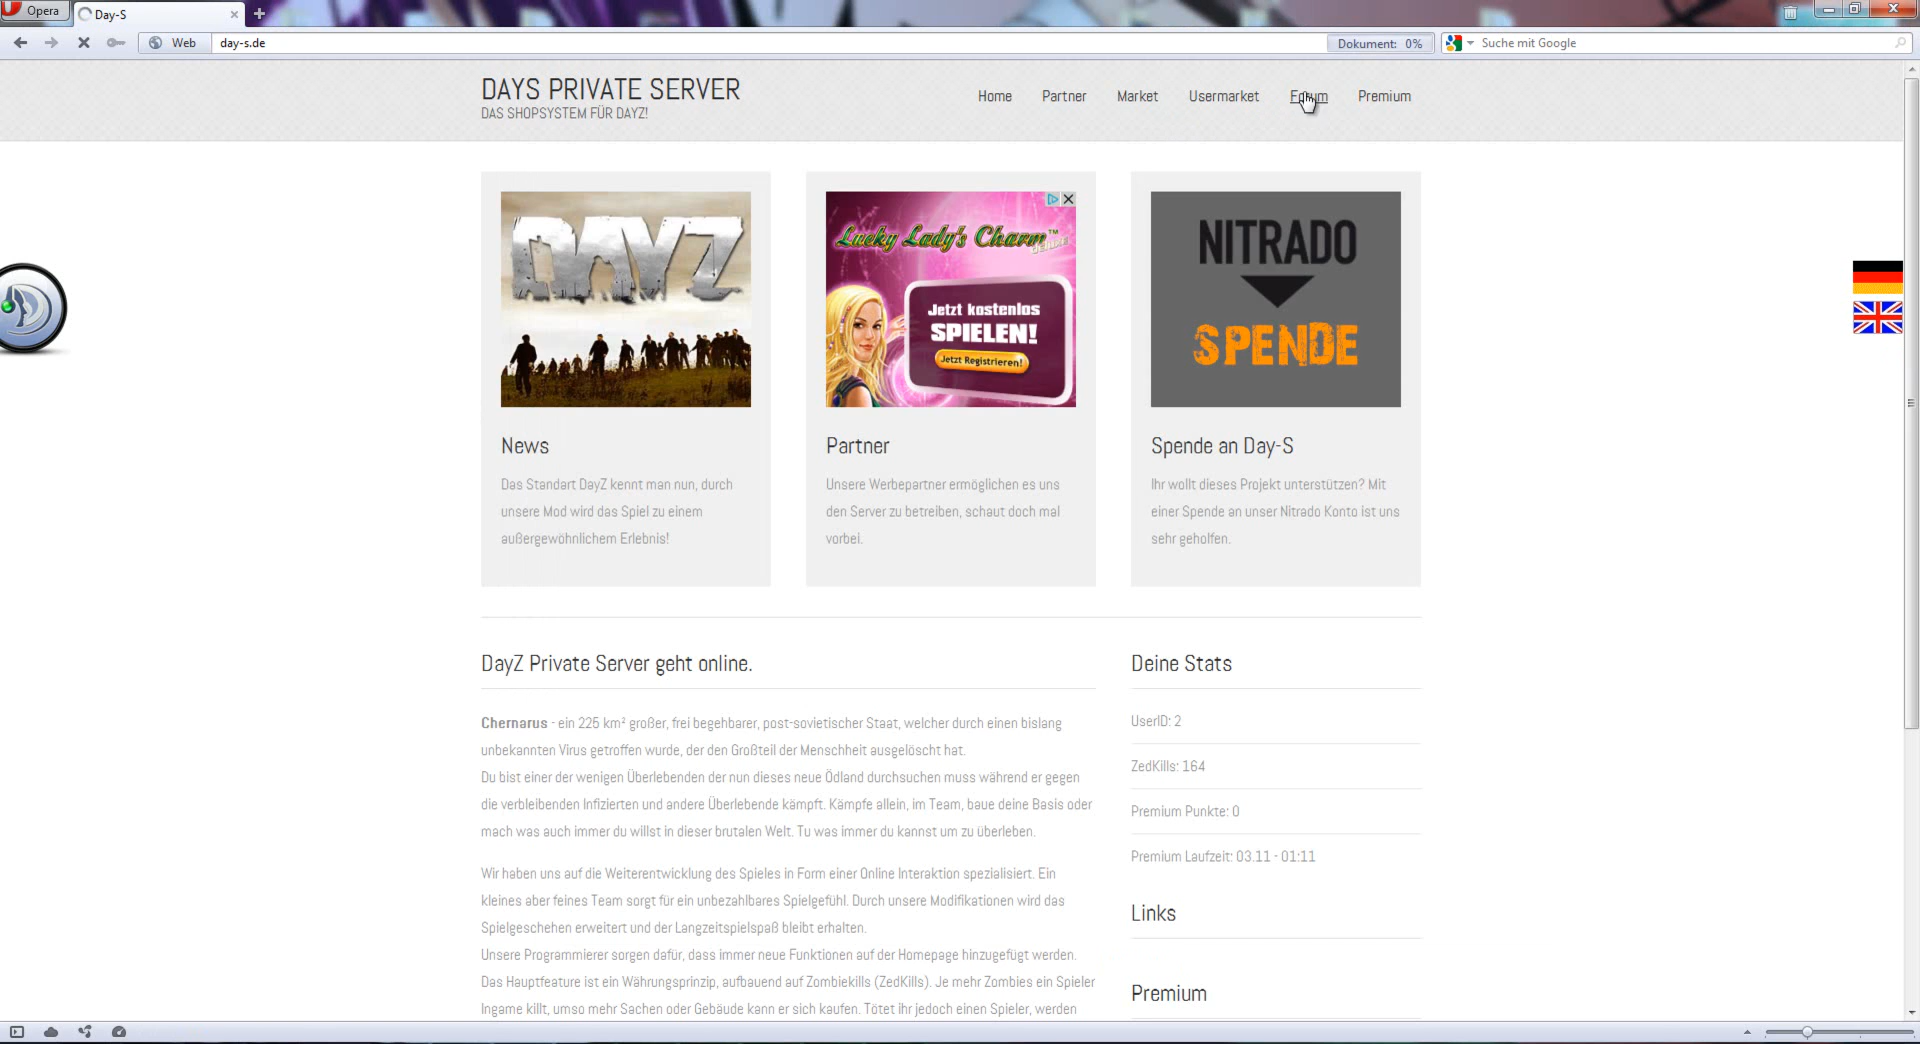 Opera
Day-S
Web
day-s.de
Dokument: 0%
Suche mit Google
DAYS PRIVATE SERVER
DAS SHOPSYSTEM FÜR DAYZ!
Home
Partner
Market
Usermarket
Forum
Premium
DAYZ
Lucky Lady's Charm™
deluxe
Jetzt kostenlos
SPIELEN!
Jetzt Registrieren!
NITRADO
SPENDE
News
Das Standart DayZ kennt man nun, durch
unsere Mod wird das Spiel zu einem
außergewöhnlichem Erlebnis!
Partner
Unsere Werbepartner ermöglichen es uns
den Server zu betreiben, schaut doch mal
vorbei.
Spende an Day-S
Ihr wollt dieses Projekt unterstützen? Mit
einer Spende an unser Nitrado Konto ist uns
sehr geholfen.
DayZ Private Server geht online.
Chernarus - ein 225 km² großer, frei begehbarer, post-sovietischer Staat, welcher durch einen bislang
unbekannten Virus getroffen wurde, der den Großteil der Menschheit ausgelöscht hat.
Du bist einer der wenigen Überlebenden der nun dieses neue Ödland durchsuchen muss während er gegen
die verbleibenden Infizierten und andere Überlebende kämpft. Kämpfe allein, im Team, baue deine Basis oder
mach was auch immer du willst in dieser brutalen Welt. Tu was immer du kannst um zu überleben.
Wir haben uns auf die Weiterentwicklung des Spieles in Form einer Online Interaktion spezialisiert. Ein
kleines aber feines Team sorgt für ein unbezahlbares Spielgefühl. Durch unsere Modifikationen wird das
Spielgeschehen erweitert und der Langzeitspielspaß bleibt erhalten.
Unsere Programmierer sorgen dafür, dass immer neue Funktionen auf der Homepage hinzugefügt werden.
Das Hauptfeature ist ein Währungsprinzip, aufbauend auf Zombiekills (ZedKills). Je mehr Zombies ein Spieler
Ingame killt, umso mehr Sachen oder Gebäude kann er sich kaufen. Tötet ihr jedoch einen Spieler, werden
Deine Stats
UserID: 2
ZedKills: 164
Premium Punkte: 0
Premium Laufzeit: 03.11 - 01:11
Links
Premium